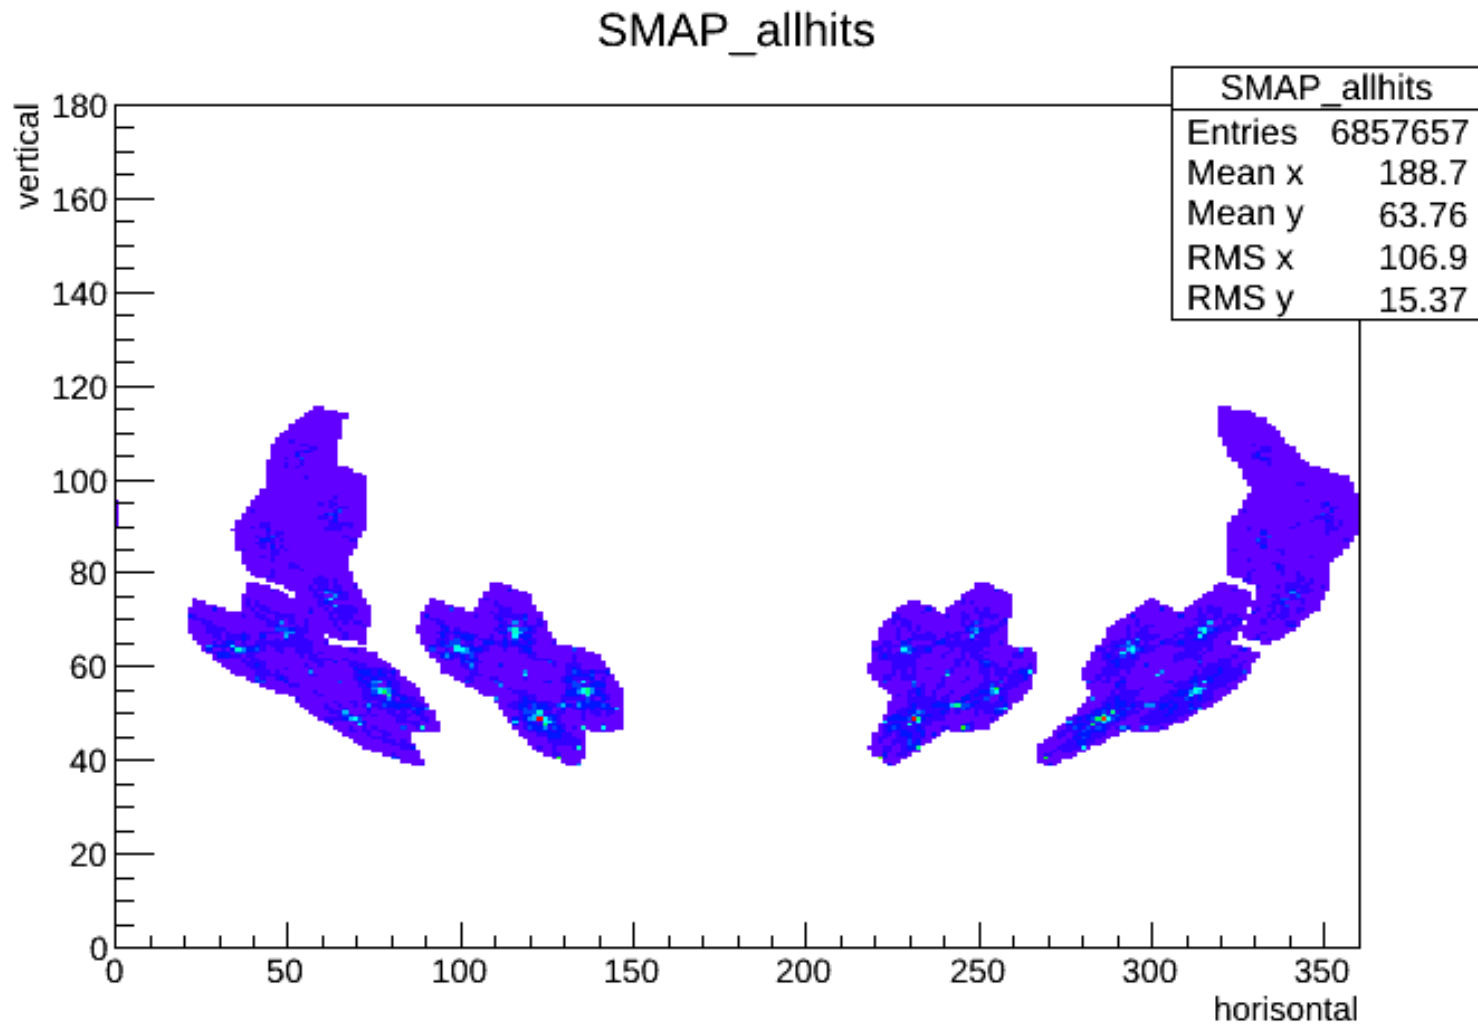 SMAP_allhits
SMAP_allhits
Entries 6857657
Mean x 188.7
Mean y 63.76
RMS x 106.9
RMS y 15.37
vertical
180
160
140
120
100
80
60
40
20
0
0 50 100 150 200 250 300 350
horisontal